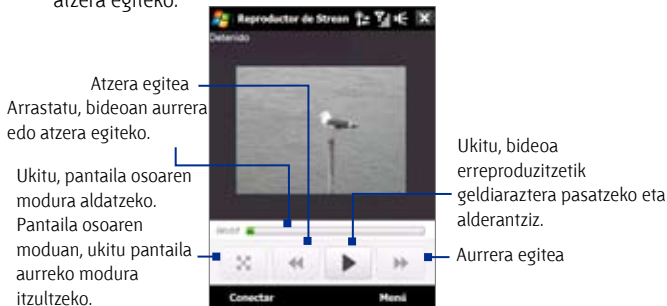 atzera egiteko.
Reproductor de Strean
Detenido
Atzera egitea
Arrastatu, bideoan aurrera
edo atzera egiteko.
Ukitu, pantaila osoaren
modura aldatzeko.
Pantaila osoaren
moduan, ukitu pantaila
aurreko modura
itzultzeko.
Ukitu, bideoa
erreproduzitzetik
geldiaraztera pasatzeko eta
alderantziz.
Aurrera egitea
Conectar
Menú